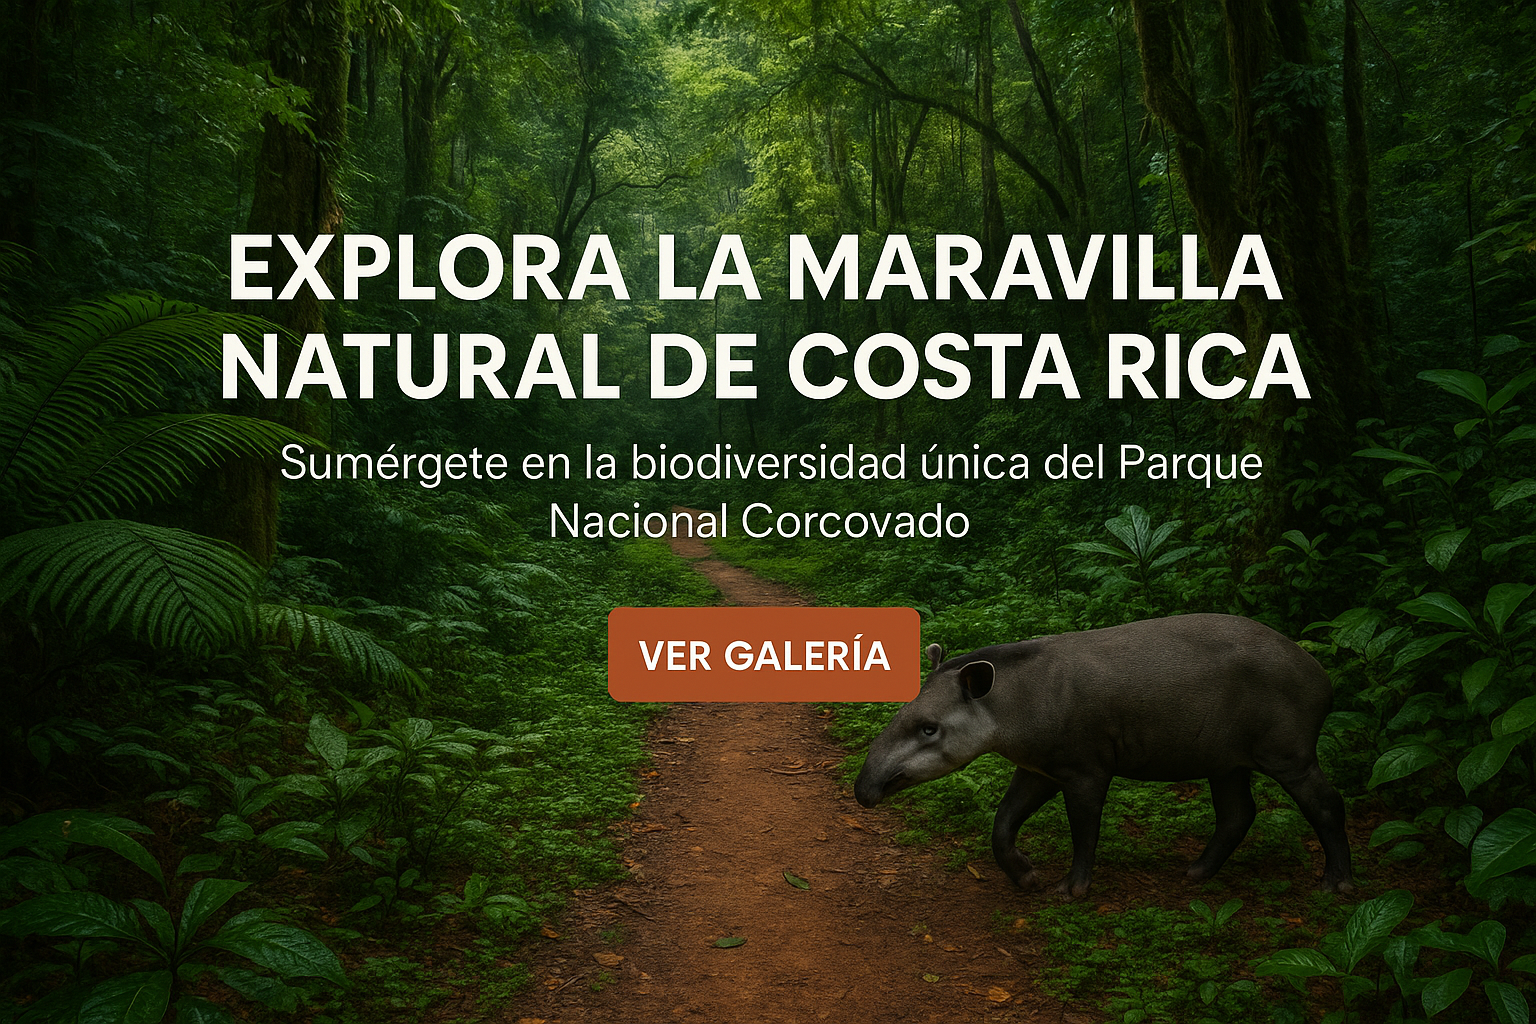 EXPLORA LA MARAVILLA
NATURAL DE COSTA RICA
Sumérgete en la biodiversidad única del Parque
Nacional Corcovado
VER GALERÍA